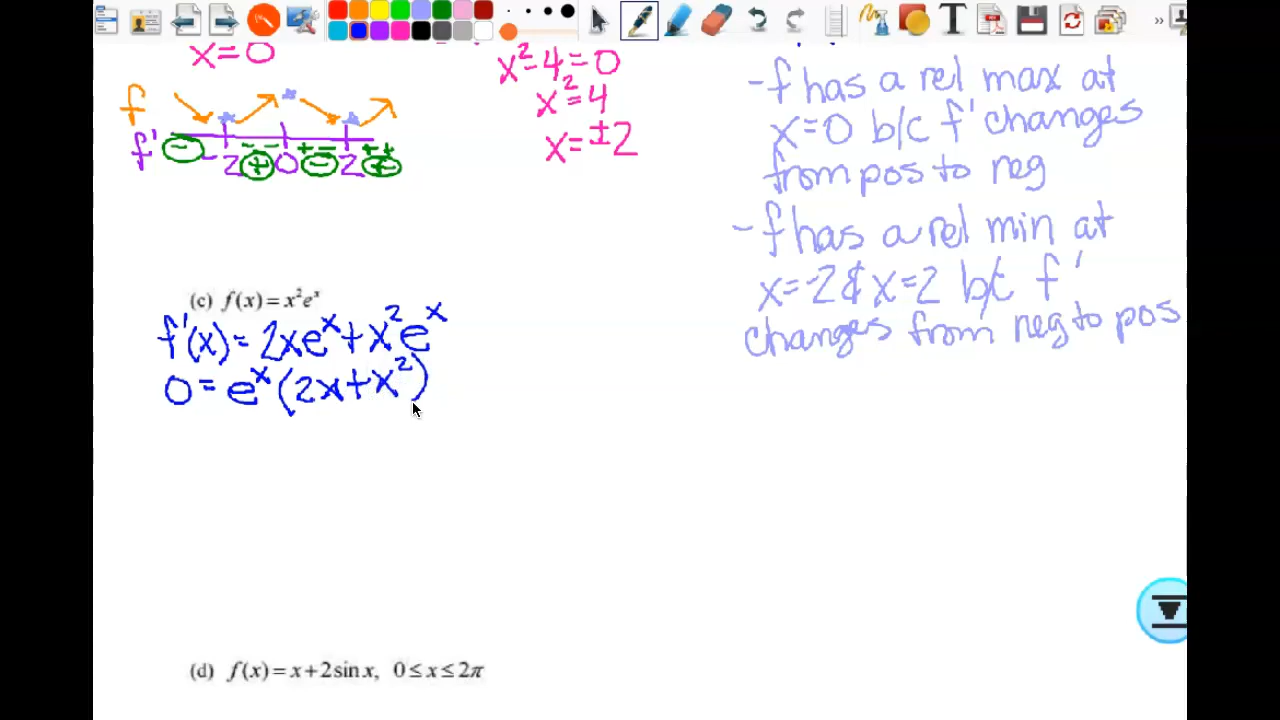 x=0
x²-4=0
x²=4
x=±2
f
f'
- -2 + 0 - 2 +
-f has a rel max at
x=0 b/c f' changes
from pos to neg
-f has a rel min at
x=-2 & x=2 b/c f'
changes from neg to pos
(c) f(x)=x²eˣ
f'(x)=2xeˣ+x²eˣ
0=eˣ(2x+x²)
(d) f(x)=x+2sin x, 0≤x≤2π